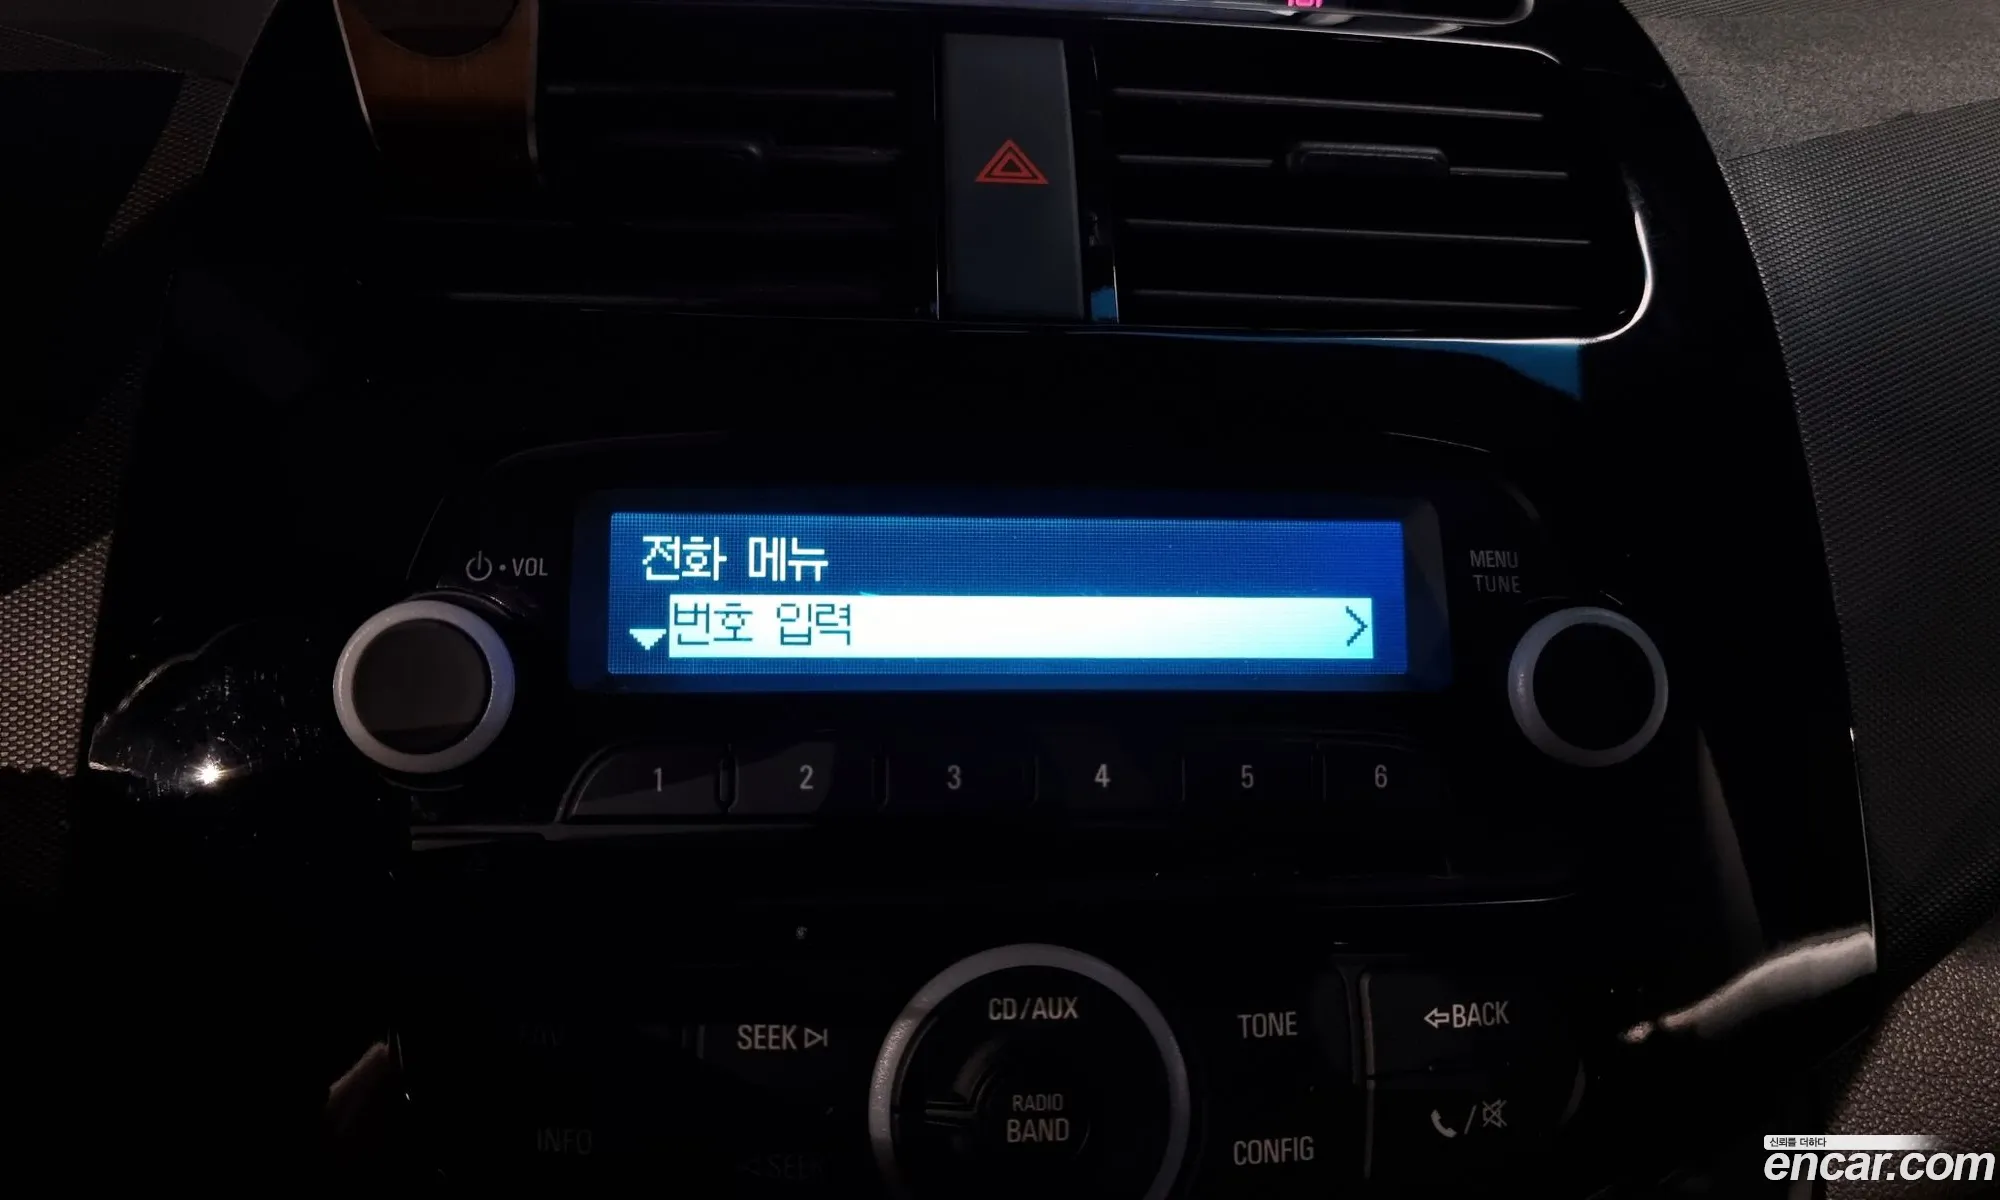 전화 메뉴
번호 입력
VOL
MENU
TUNE
1 2 3 4 5 6
CD/AUX
SEEK
TONE
BACK
RADIO
BAND
INFO
SEEK
CONFIG
신뢰를 더하다
encar.com